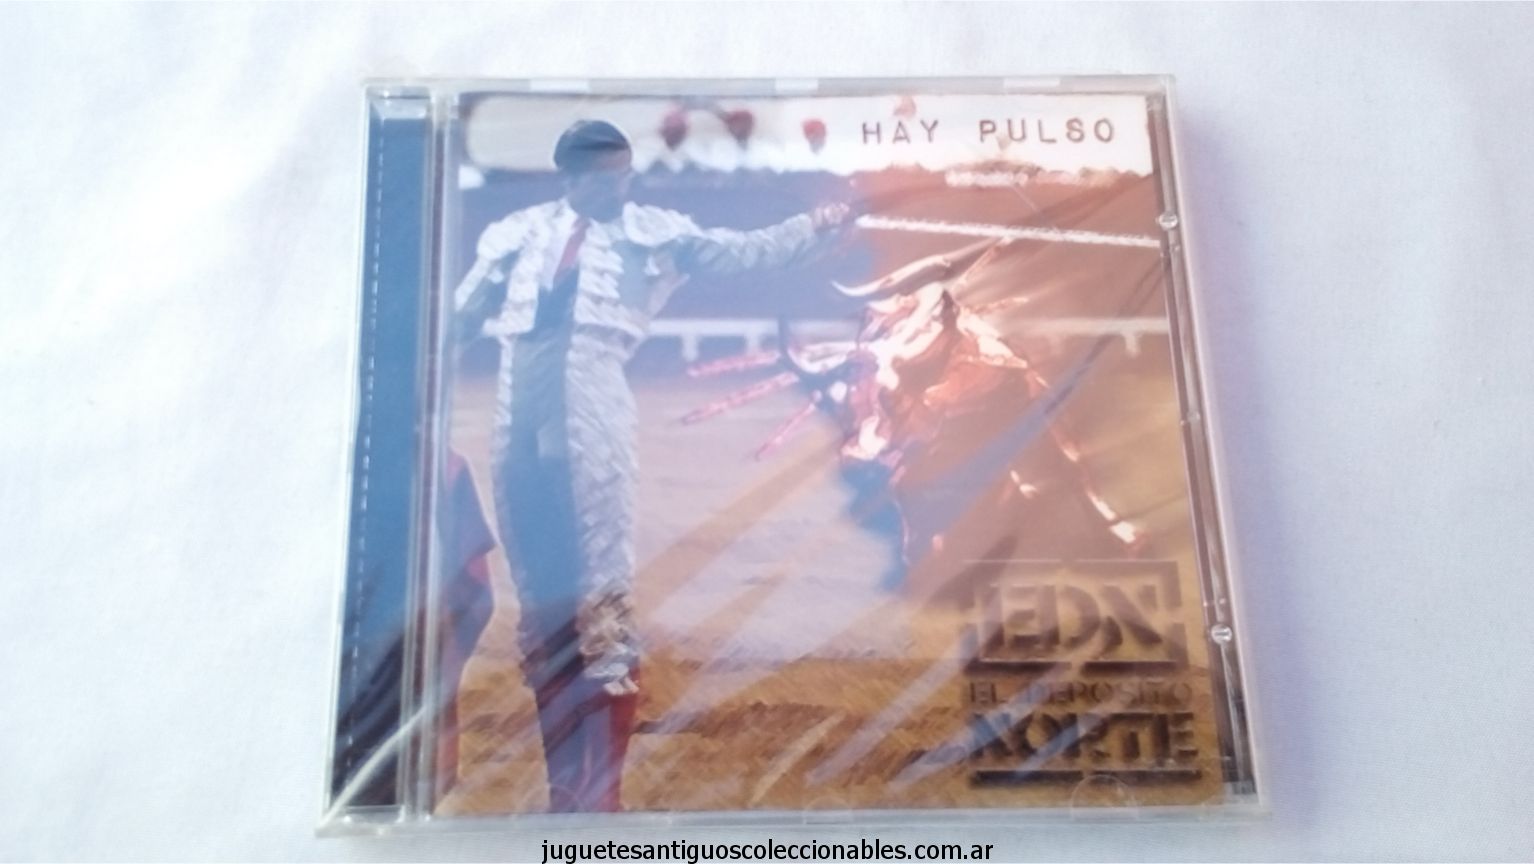 HAY PULSO
EDN
EL DEPOSITO
NORTE
juguetesantiguoscoleccionables.com.ar